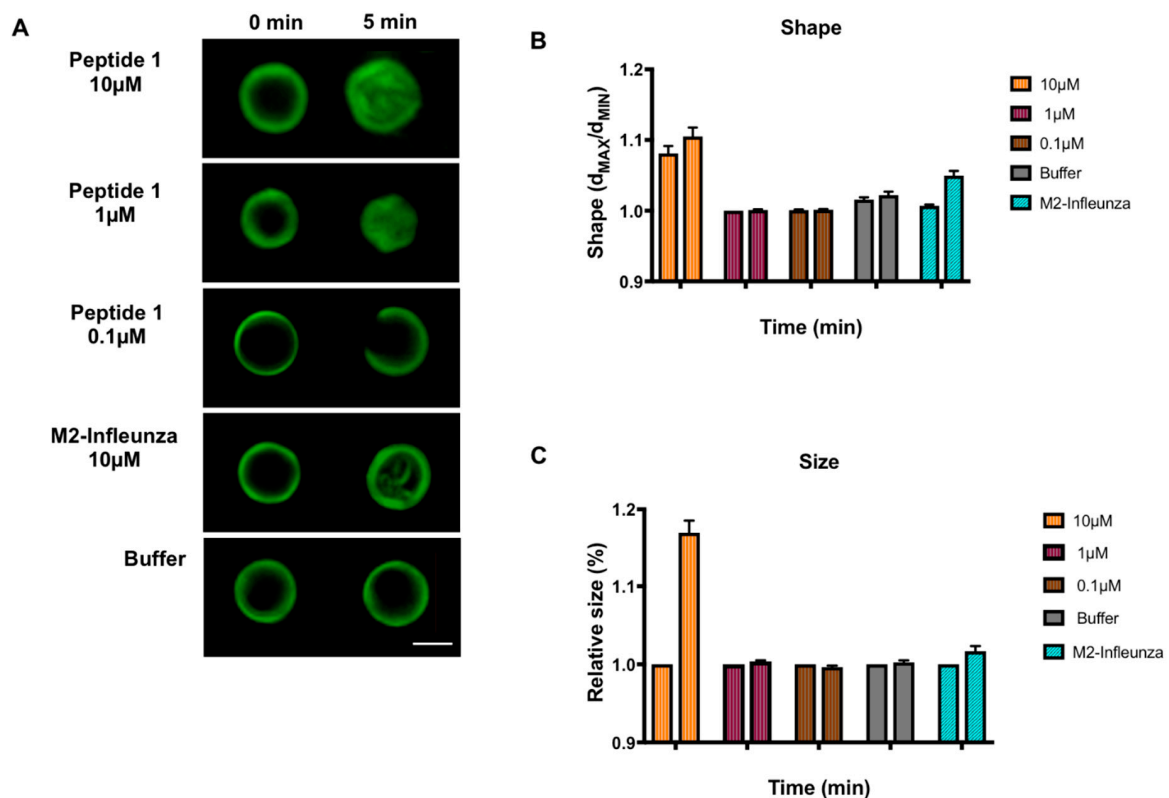 A
0 min 5 min
Peptide 1
10μM
Peptide 1
1μM
Peptide 1
0.1μM
M2-Infleunza
10μM
Buffer
B
Shape
Shape (dMAX/dMIN)
1.2
1.1
1.0
0.9
Time (min)
10μM
1μM
0.1μM
Buffer
M2-Infleunza
C
Size
Relative size (%)
1.2
1.1
1.0
0.9
Time (min)
10μM
1μM
0.1μM
Buffer
M2-Infleunza